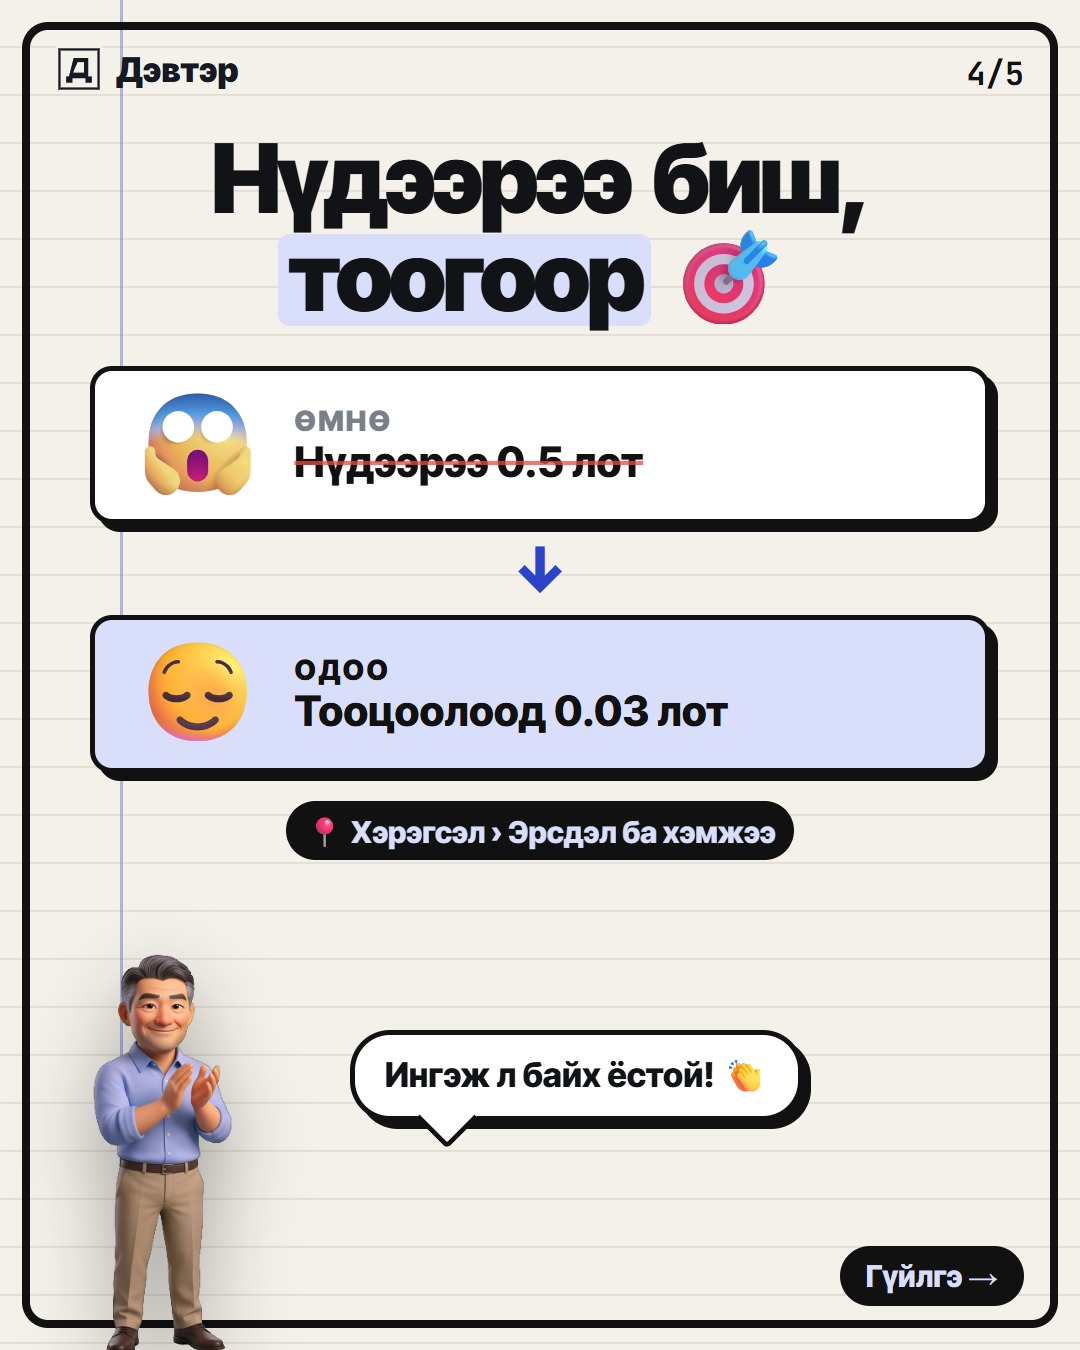 Д Дэвтэр
4/5
Нүдээрээ биш,
тоогоор
өмнө
Нүдээрээ 0.5 лот
↓
одоо
Тооцоолоод 0.03 лот
Хэрэгсэл › Эрсдэл ба хэмжээ
Ингэж л байх ёстой!
Гүйлгэ →